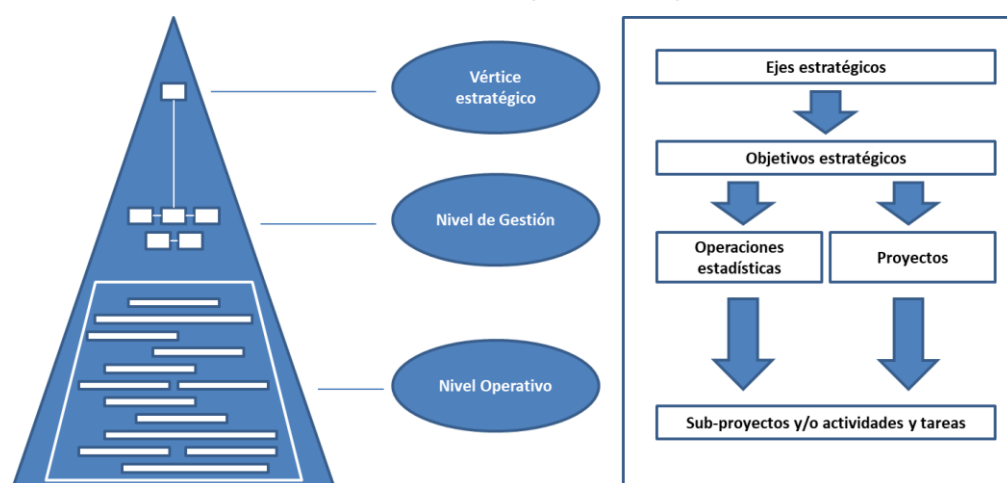 Vértice
estratégico
Nivel de Gestión
Nivel Operativo
Ejes estratégicos
Objetivos estratégicos
Operaciones
estadísticas
Proyectos
Sub-proyectos y/o actividades y tareas